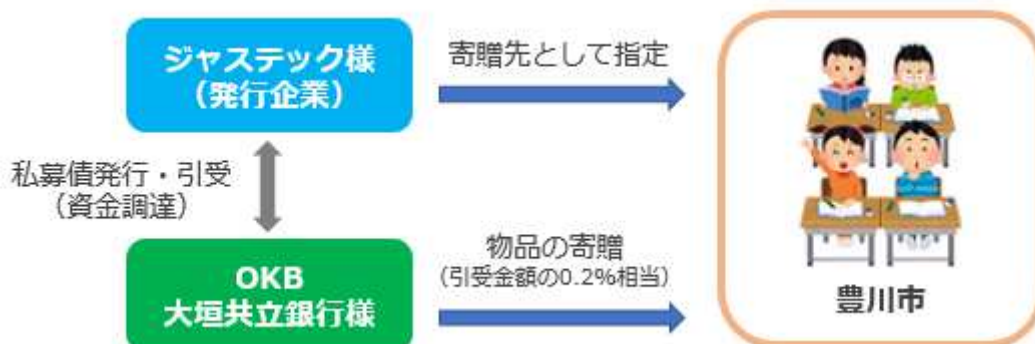 ジャステック様
（発行企業）
寄贈先として指定
私募債発行・引受
（資金調達）
OKB
大垣共立銀行様
物品の寄贈
（引受金額の0.2%相当）
豊川市